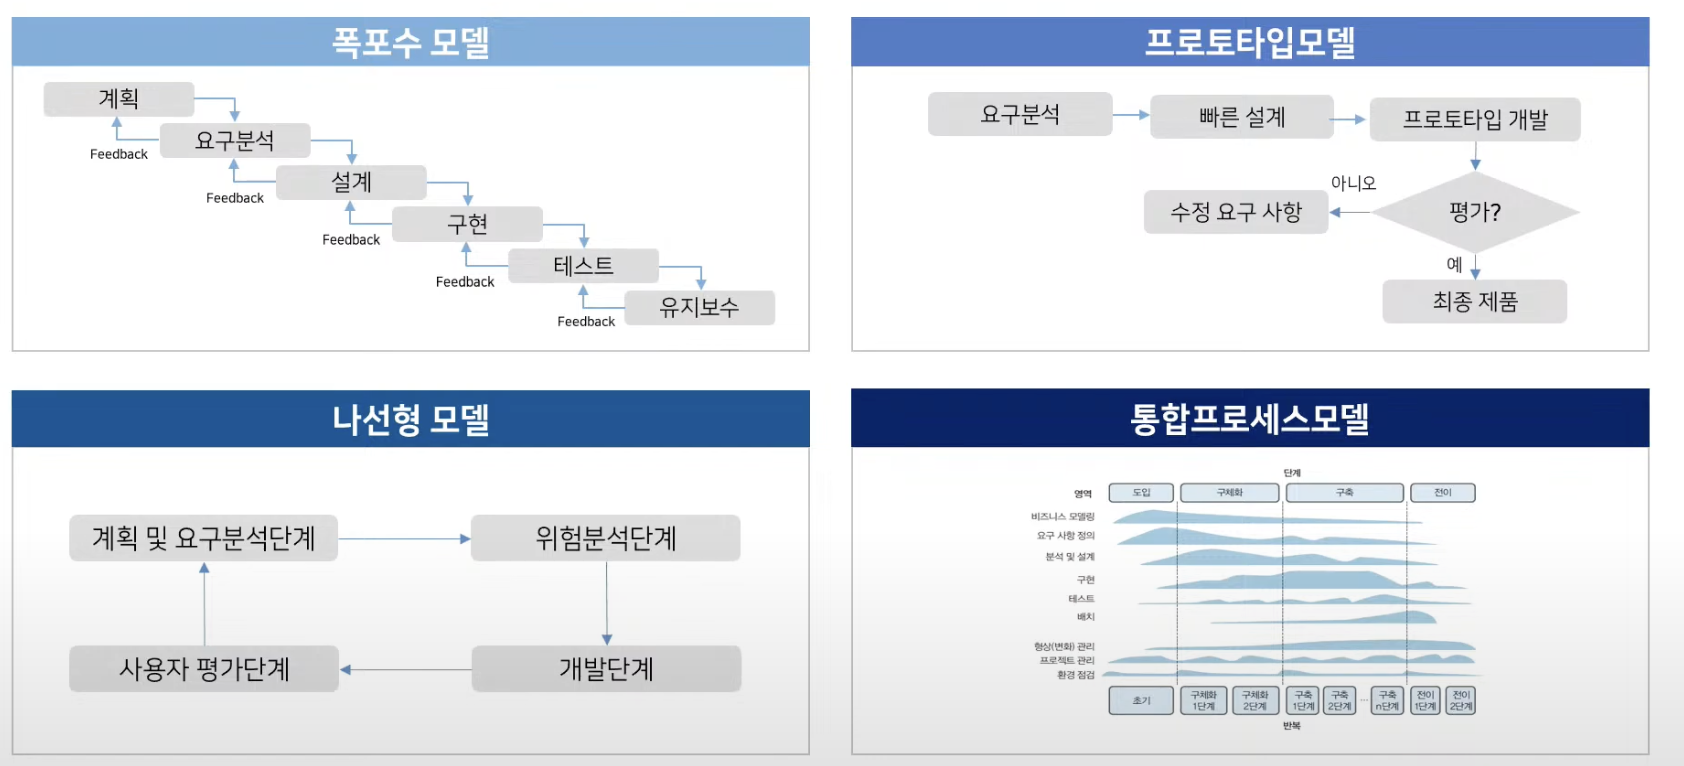 폭포수 모델
계획
Feedback
요구분석
Feedback
설계
Feedback
구현
Feedback
테스트
Feedback
유지보수
프로토타입모델
요구분석
빠른 설계
프로토타입 개발
아니오
수정 요구 사항
평가?
예
최종 제품
나선형 모델
계획 및 요구분석단계
위험분석단계
사용자 평가단계
개발단계
통합프로세스모델
단계
영역
도입
구체화
구축
전이
비즈니스 모델링
요구 사항 정의
분석 및 설계
구현
테스트
배치
형상(변화) 관리
프로젝트 관리
환경 점검
초기
구체화
1단계
구체화
2단계
구축
1단계
구축
2단계
...
구축
n단계
전이
1단계
전이
2단계
반복